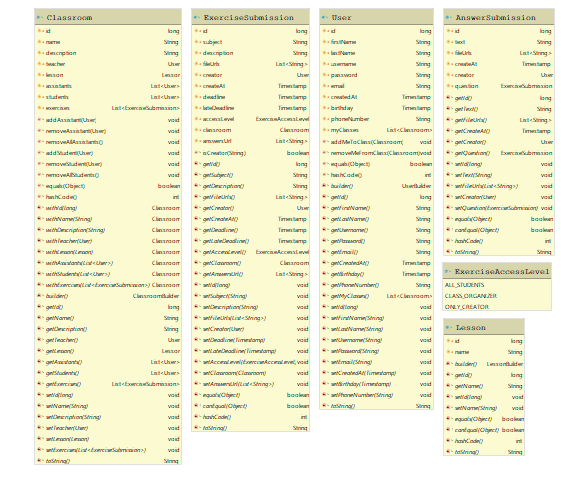 Classroom
id long
name String
description String
teacher User
lesson Lesson
assistants List<User>
students List<User>
exercises List<ExerciseSubmission>
addAssistant(User) void
removeAssistant(User) void
removeAllAssistants() void
addStudent(User) void
removeStudent(User) void
removeAllStudents() void
equals(Object) boolean
hashCode() int
withId(long) Classroom
withName(String) Classroom
withDescription(String) Classroom
withTeacher(User) Classroom
withLesson(Lesson) Classroom
withAssistants(List<User>) Classroom
withStudents(List<User>) Classroom
withExercises(List<ExerciseSubmission>) Classroom
builder() ClassroomBuilder
getId() long
getName() String
getDescription() String
getTeacher() User
getLesson() Lesson
getAssistants() List<User>
getStudents() List<User>
getExercises() List<ExerciseSubmission>
setId(long) void
setName(String) void
setDescription(String) void
setTeacher(User) void
setLesson(Lesson) void
setExercises(List<ExerciseSubmission>) void
toString() String
ExerciseSubmission
id long
subject String
description String
fileUrls List<String>
creator User
createAt Timestamp
deadline Timestamp
lateDeadline Timestamp
accessLevel ExerciseAccessLevel
classroom Classroom
answersUrl List<String>
isCreator(String) boolean
getId() long
getSubject() String
getDescription() String
getFileUrls() List<String>
getCreator() User
getCreateAt() Timestamp
getDeadline() Timestamp
getLateDeadline() Timestamp
getAccessLevel() ExerciseAccessLevel
getClassroom() Classroom
getAnswersUrl() List<String>
setId(long) void
setSubject(String) void
setDescription(String) void
setFileUrls(List<String>) void
setCreator(User) void
setDeadline(Timestamp) void
setLateDeadline(Timestamp) void
setAccessLevel(ExerciseAccessLevel) void
setClassroom(Classroom) void
setAnswersUrl(List<String>) void
equals(Object) boolean
canEqual(Object) boolean
hashCode() int
toString() String
User
id long
firstName String
lastName String
username String
password String
email String
createdAt Timestamp
birthday Timestamp
phoneNumber String
myClasses List<Classroom>
addMeToClass(Classroom) void
removeMeFromClass(Classroom) void
equals(Object) boolean
hashCode() int
builder() UserBuilder
getId() long
getFirstName() String
getLastName() String
getUsername() String
getPassword() String
getEmail() String
getCreatedAt() Timestamp
getBirthday() Timestamp
getPhoneNumber() String
getMyClasses() List<Classroom>
setId(long) void
setFirstName(String) void
setLastName(String) void
setUsername(String) void
setPassword(String) void
setEmail(String) void
setCreatedAt(Timestamp) void
setBirthday(Timestamp) void
setPhoneNumber(String) void
toString() String
AnswerSubmission
id long
text String
fileUrls List<String>
createAt Timestamp
creator User
question ExerciseSubmission
getId() long
getText() String
getFileUrls() List<String>
getCreateAt() Timestamp
getCreator() User
getQuestion() ExerciseSubmission
setId(long) void
setText(String) void
setFileUrls(List<String>) void
setCreator(User) void
setQuestion(ExerciseSubmission) void
equals(Object) boolean
canEqual(Object) boolean
hashCode() int
toString() String
ExerciseAccessLevel
ALL_STUDENTS
CLASS_ORGANIZER
ONLY_CREATOR
Lesson
id long
name String
builder() LessonBuilder
getId() long
getName() String
setId(long) void
setName(String) void
equals(Object) boolean
canEqual(Object) boolean
hashCode() int
toString() String